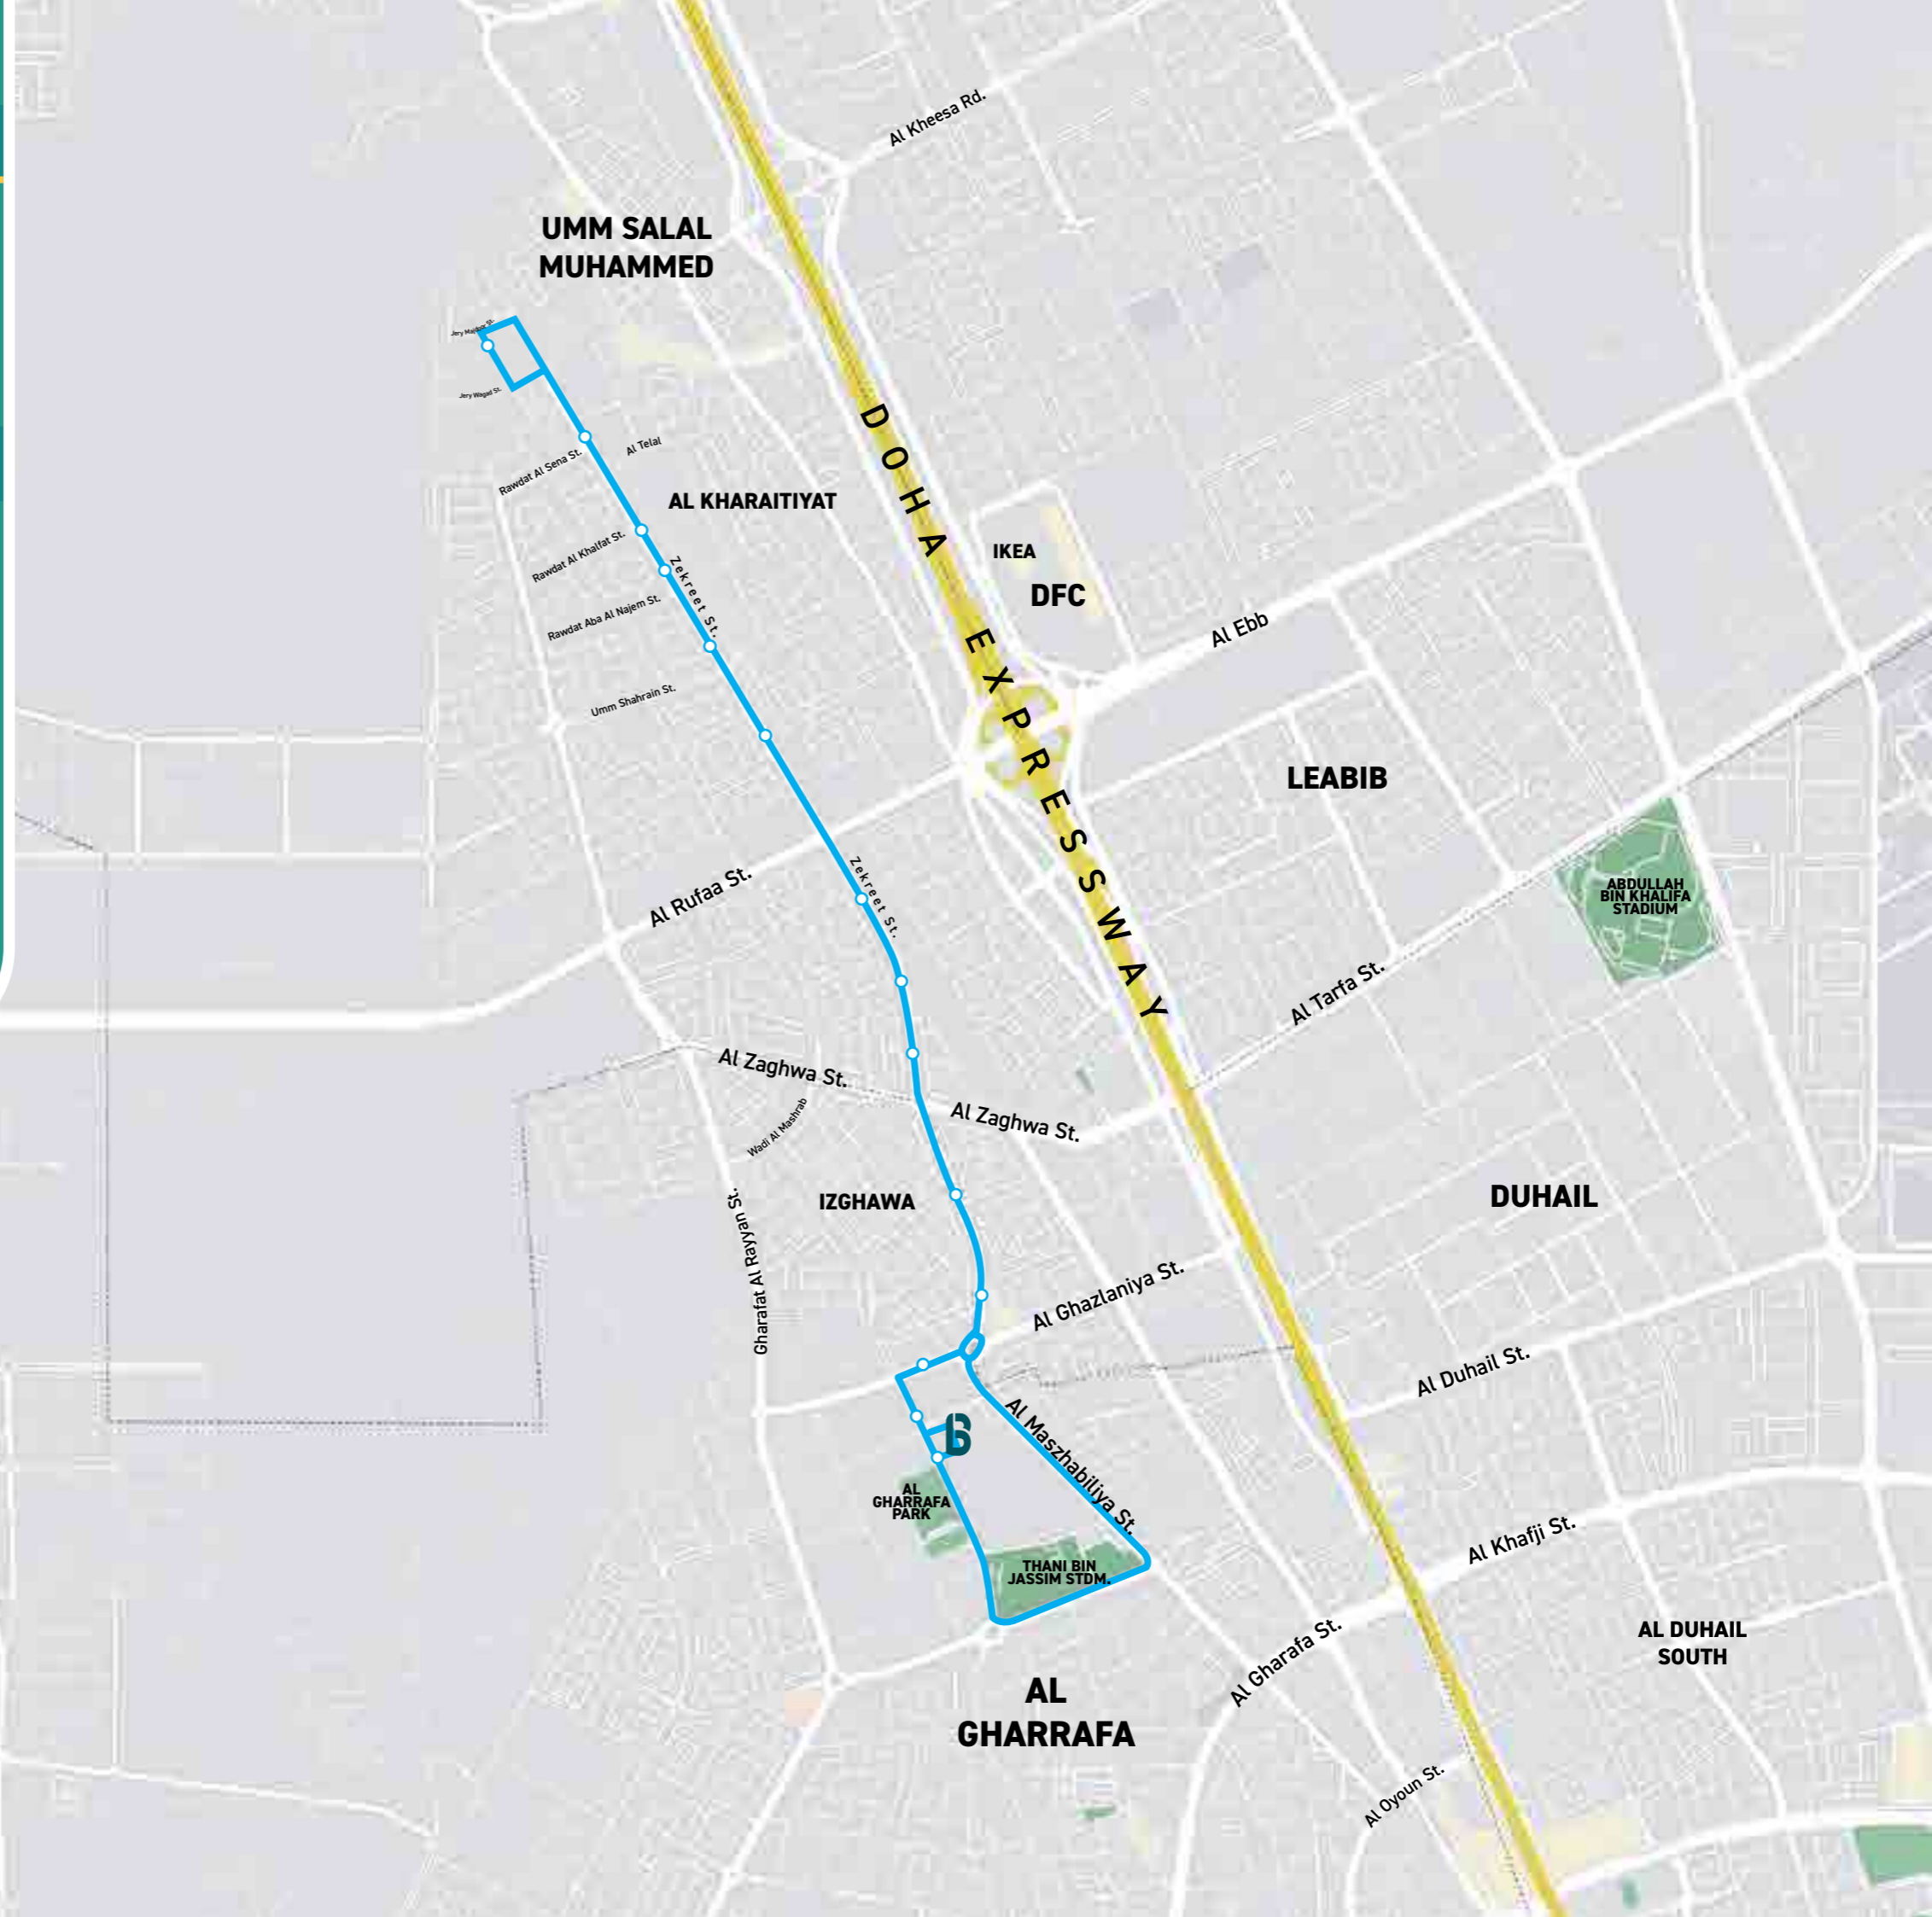 Al Kheesa Rd.
UMM SALAL
MUHAMMED
Jery Majdoor St.
Jery Wagad St.
Al Telal
Rawdat Al Sena St.
AL KHARAITIYAT
Rawdat Al Khalfat St.
Zekreet St.
Rawdat Aba Al Najem St.
Umm Shahrain St.
DOHA EXPRESSWAY
IKEA
DFC
Al Ebb
LEABIB
ABDULLAH
BIN KHALIFA
STADIUM
Al Rufaa St.
Zekreet St.
Al Tarfa St.
Al Zaghwa St.
Al Zaghwa St.
Wadi Al Mashrab
IZGHAWA
DUHAIL
Gharafat Al Rayyan St.
Al Ghazlaniya St.
Al Duhail St.
Al Maszhabiliya St.
B
AL
GHARRAFA
PARK
THANI BIN
JASSIM STDM.
Al Khafji St.
Al Gharafa St.
AL DUHAIL
SOUTH
AL
GHARRAFA
Al Oyoun St.